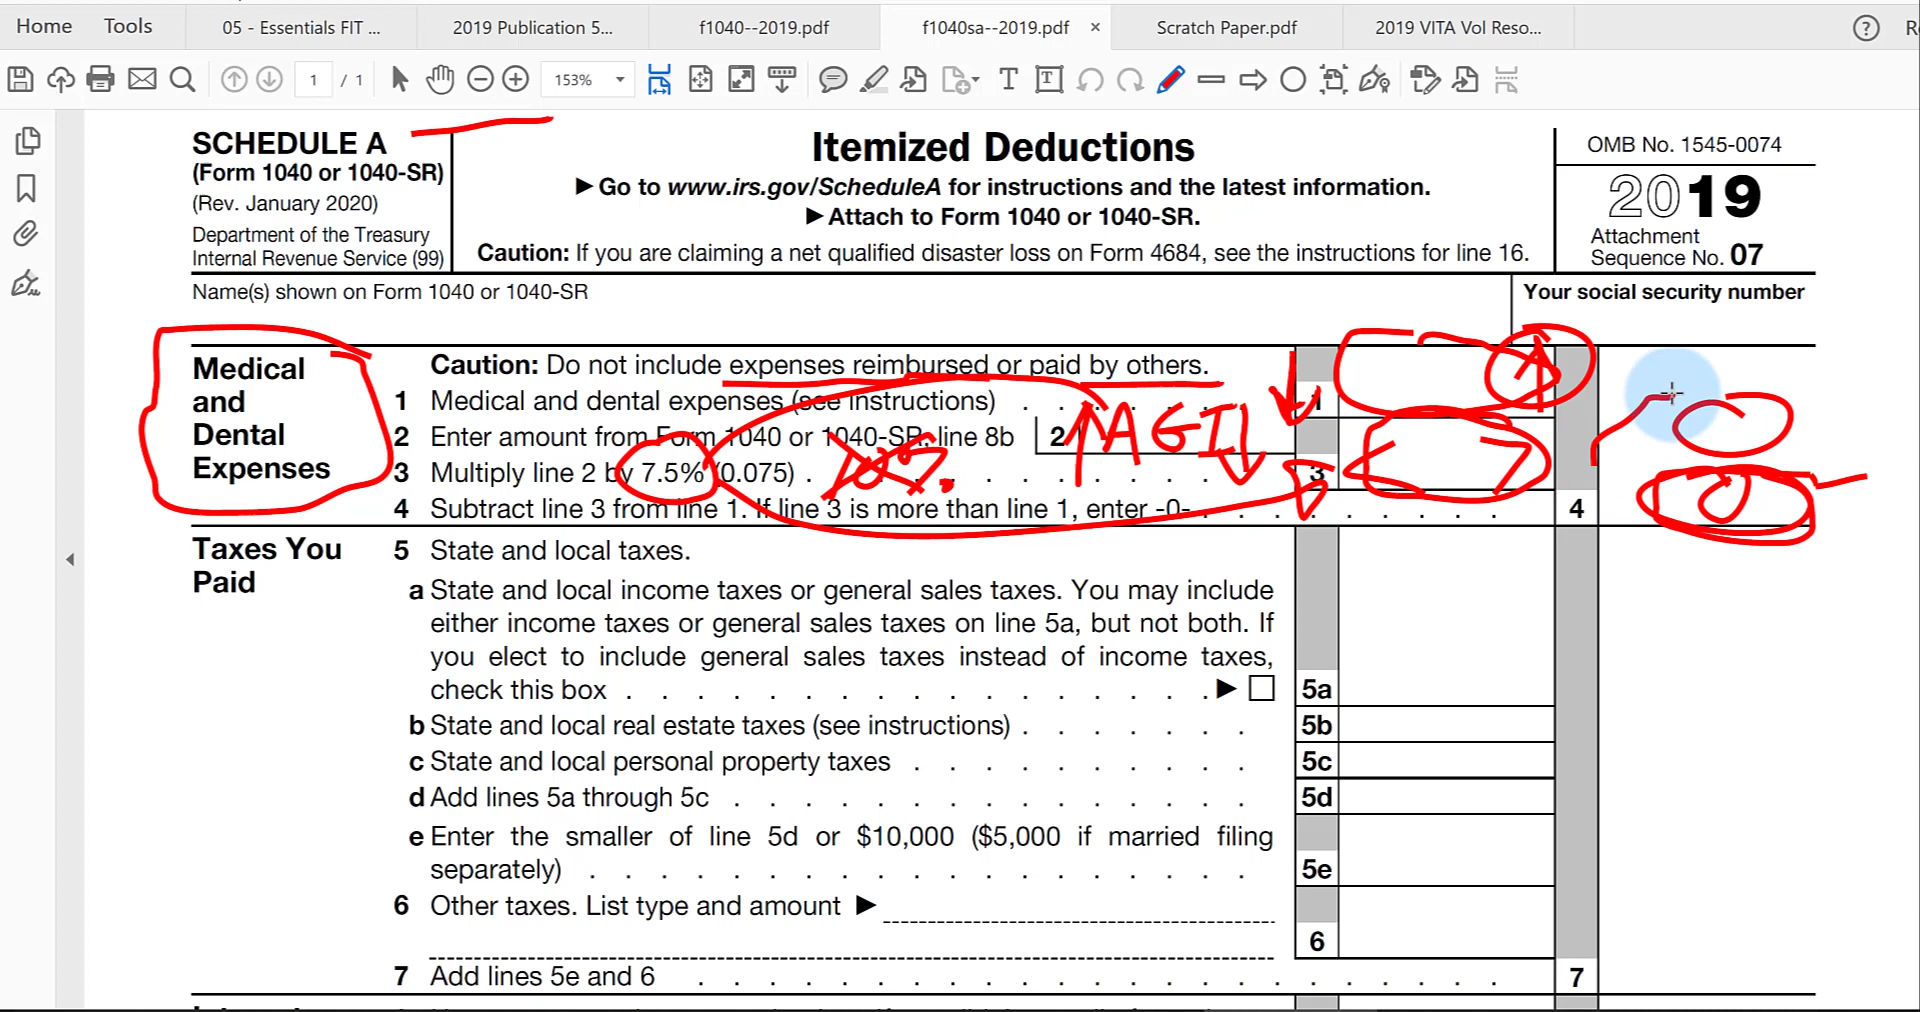 Home Tools 05 - Essentials FIT ... 2019 Publication 5... f1040--2019.pdf f1040sa--2019.pdf × Scratch Paper.pdf 2019 VITA Vol Reso...
1 / 1 153%
SCHEDULE A
(Form 1040 or 1040-SR)
(Rev. January 2020)
Department of the Treasury
Internal Revenue Service (99)
Itemized Deductions
▶ Go to www.irs.gov/ScheduleA for instructions and the latest information.
▶ Attach to Form 1040 or 1040-SR.
Caution: If you are claiming a net qualified disaster loss on Form 4684, see the instructions for line 16.
OMB No. 1545-0074
2019
Attachment
Sequence No. 07
Name(s) shown on Form 1040 or 1040-SR
Your social security number
Medical
and
Dental
Expenses
Caution: Do not include expenses reimbursed or paid by others.
1 Medical and dental expenses (see instructions) . . . . . . . 1
2 Enter amount from Form 1040 or 1040-SR, line 8b 2
AGI
3 Multiply line 2 by 7.5% (0.075) . . . . . . . . . . 3
10%
4 Subtract line 3 from line 1. If line 3 is more than line 1, enter -0- . . . . . . . . . 4
0
Taxes You
Paid
5 State and local taxes.
a State and local income taxes or general sales taxes. You may include
either income taxes or general sales taxes on line 5a, but not both. If
you elect to include general sales taxes instead of income taxes,
check this box . . . . . . . . . . . . . . . . . ▶ 5a
b State and local real estate taxes (see instructions) . . . . . . . 5b
c State and local personal property taxes . . . . . . . . . . 5c
d Add lines 5a through 5c . . . . . . . . . . . . . . . 5d
e Enter the smaller of line 5d or $10,000 ($5,000 if married filing
separately) . . . . . . . . . . . . . . . . . . . 5e
6 Other taxes. List type and amount ▶
6
7 Add lines 5e and 6 . . . . . . . . . . . . . . . . . . . . . . . 7